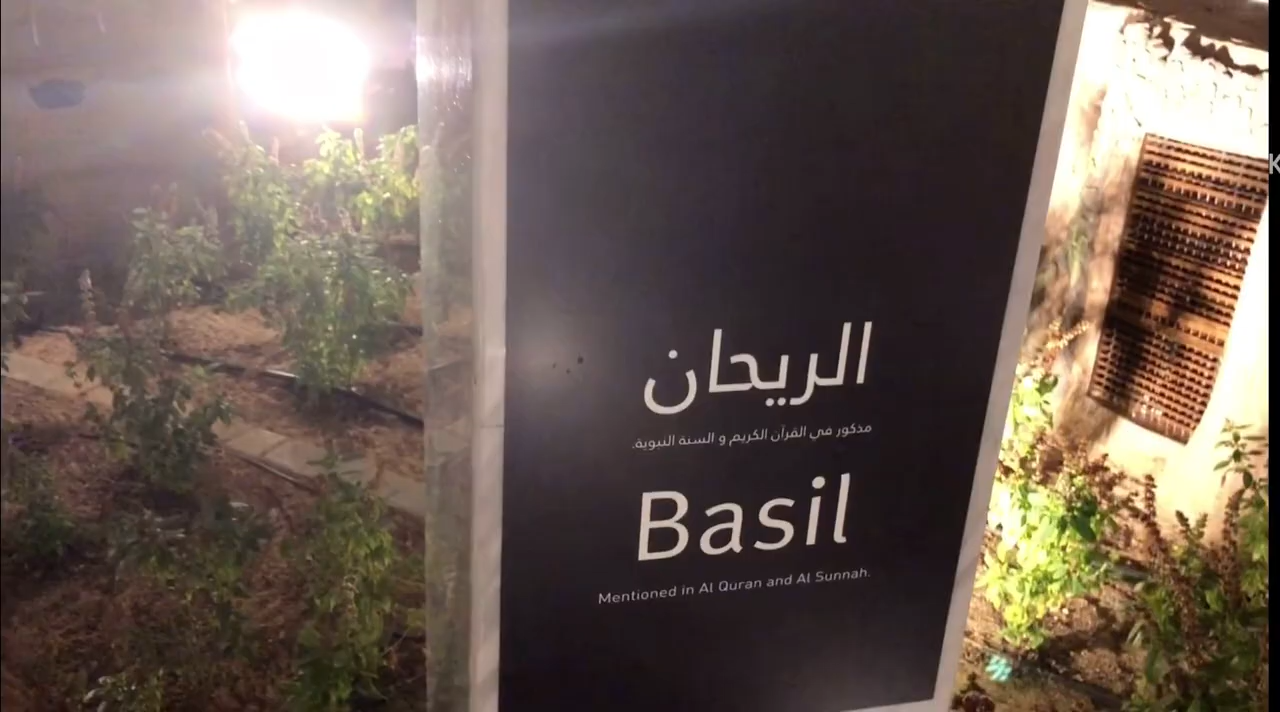 الريحان
مذكور في القرآن الكريم و السنة النبوية.
Basil
Mentioned in Al Quran and Al Sunnah.
K